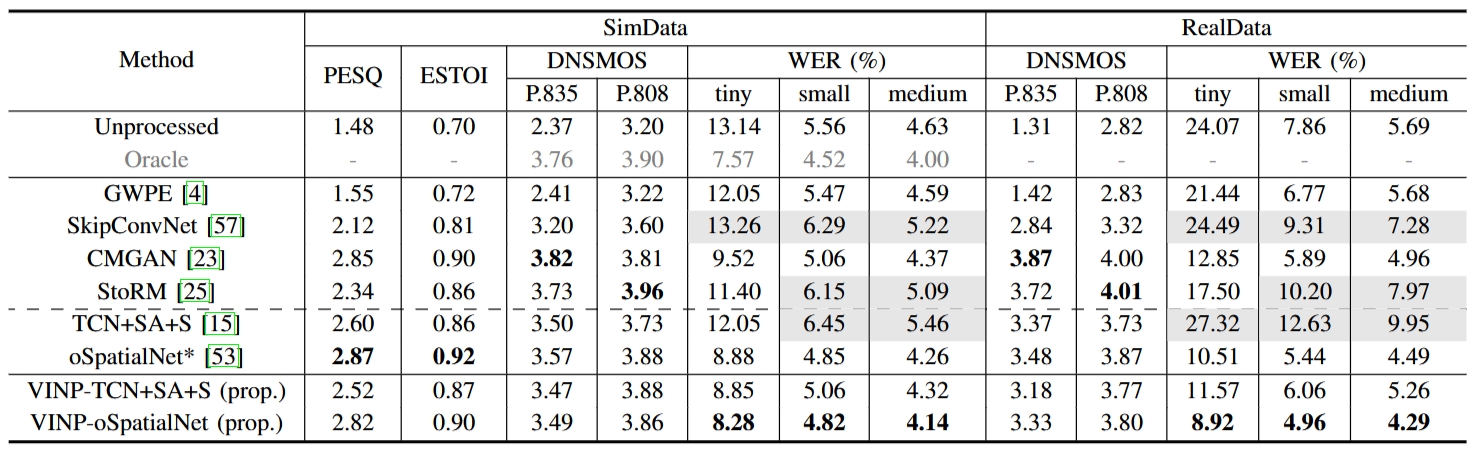 Method SimData RealData
PESQ ESTOI DNSMOS WER (%) DNSMOS WER (%)
P.835 P.808 tiny small medium P.835 P.808 tiny small medium
Unprocessed 1.48 0.70 2.37 3.20 13.14 5.56 4.63 1.31 2.82 24.07 7.86 5.69
Oracle - - 3.76 3.90 7.57 4.52 4.00 - - - - -
GWPE [4] 1.55 0.72 2.41 3.22 12.05 5.47 4.59 1.42 2.83 21.44 6.77 5.68
SkipConvNet [57] 2.12 0.81 3.20 3.60 13.26 6.29 5.22 2.84 3.32 24.49 9.31 7.28
CMGAN [23] 2.85 0.90 3.82 3.81 9.52 5.06 4.37 3.87 4.00 12.85 5.89 4.96
StoRM [25] 2.34 0.86 3.73 3.96 11.40 6.15 5.09 3.72 4.01 17.50 10.20 7.97
TCN+SA+S [15] 2.60 0.86 3.50 3.73 12.05 6.45 5.46 3.37 3.73 27.32 12.63 9.95
oSpatialNet* [53] 2.87 0.92 3.57 3.88 8.88 4.85 4.26 3.48 3.87 10.51 5.44 4.49
VINP-TCN+SA+S (prop.) 2.52 0.87 3.47 3.88 8.85 5.06 4.32 3.18 3.77 11.57 6.06 5.26
VINP-oSpatialNet (prop.) 2.82 0.90 3.49 3.86 8.28 4.82 4.14 3.33 3.80 8.92 4.96 4.29